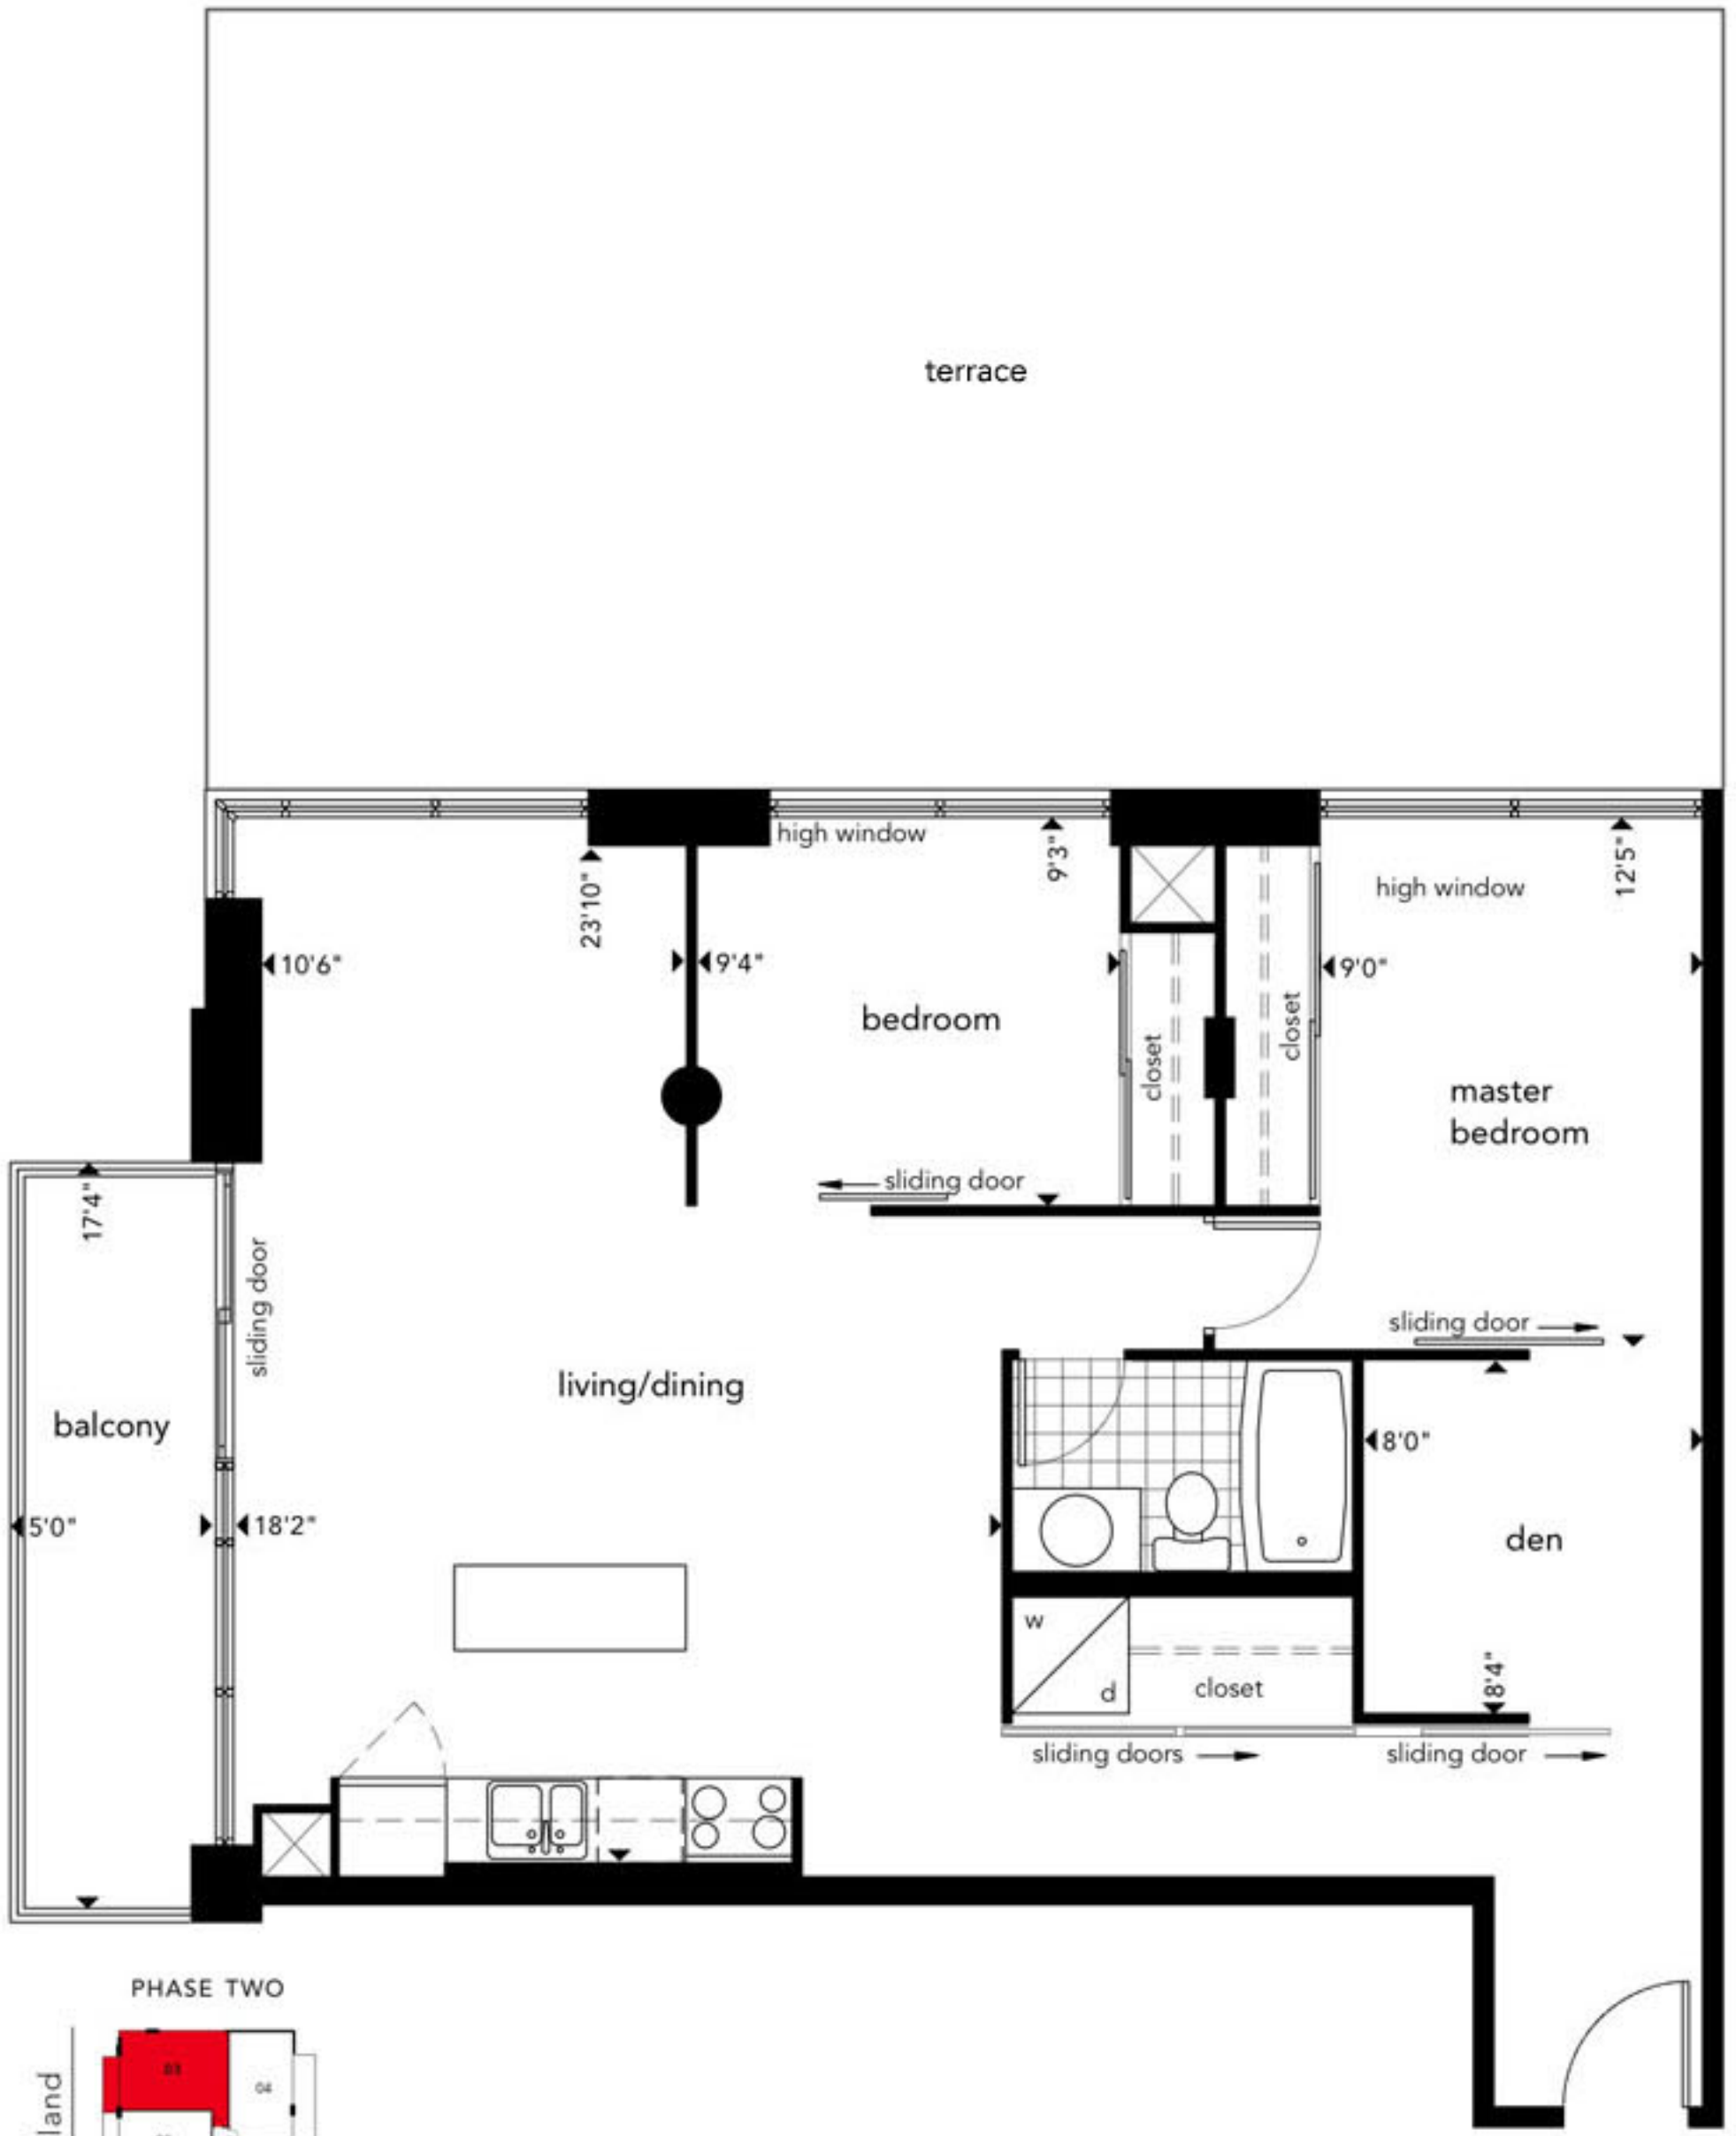 terrace
high window
9'3"
12'5"
high window
23'10"
10'6"
9'4"
9'0"
bedroom
closet
closet
master
bedroom
sliding door
17'4"
sliding door
sliding door
living/dining
balcony
8'0"
5'0"
18'2"
den
w
d
closet
8'4"
sliding doors
sliding door
PHASE TWO
03
04
land